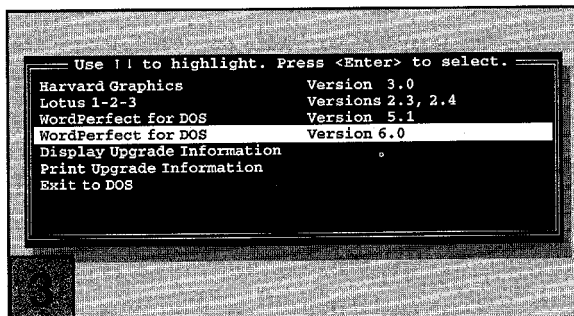 Use ↑↓ to highlight. Press <Enter> to select.
Harvard Graphics Version 3.0
Lotus 1-2-3 Versions 2.3, 2.4
WordPerfect for DOS Version 5.1
WordPerfect for DOS Version 6.0
Display Upgrade Information
Print Upgrade Information
Exit to DOS
3